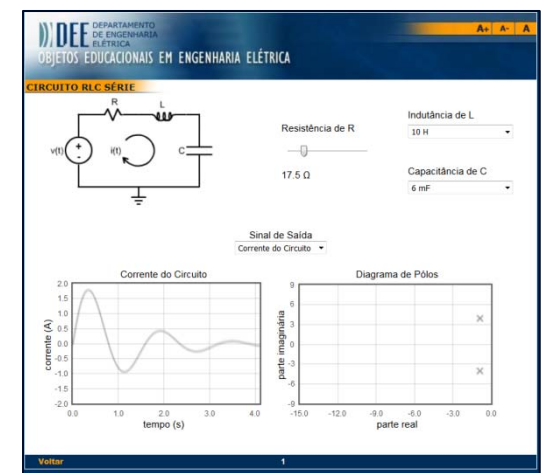 DEE DEPARTAMENTO
DE ENGENHARIA
ELÉTRICA
A+ A- A
OBJETOS EDUCACIONAIS EM ENGENHARIA ELÉTRICA
CIRCUITO RLC SÉRIE
R
L
v(t)
+
-
i(t)
C
Resistência de R
17.5 Ω
Indutância de L
10 H
Capacitância de C
6 mF
Sinal de Saída
Corrente do Circuito
Corrente do Circuito
corrente (A)
2.0
1.5
1.0
0.5
0.0
-0.5
-1.0
-1.5
-2.0
0.0 1.0 2.0 3.0 4.0
tempo (s)
Diagrama de Pólos
parte imaginária
9
6
3
0
-3
-6
-9
-15.0 -12.0 -9.0 -6.0 -3.0 0.0
parte real
Voltar 1